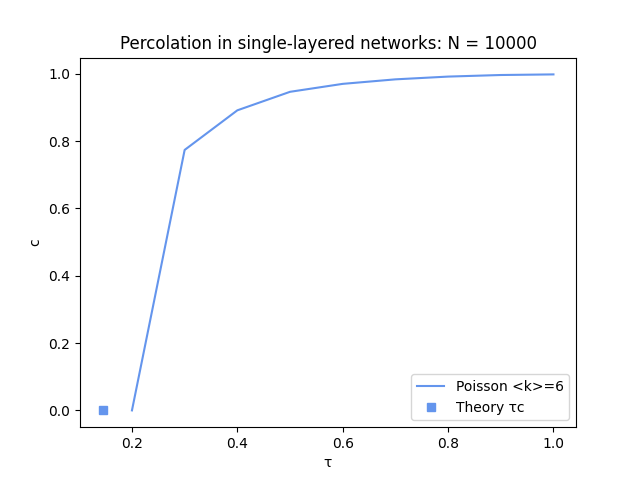 Percolation in single-layered networks: N = 10000
1.0
0.8
0.6
0.4
0.2
0.0
c
Poisson <k>=6
Theory τc
0.2 0.4 0.6 0.8 1.0
τ